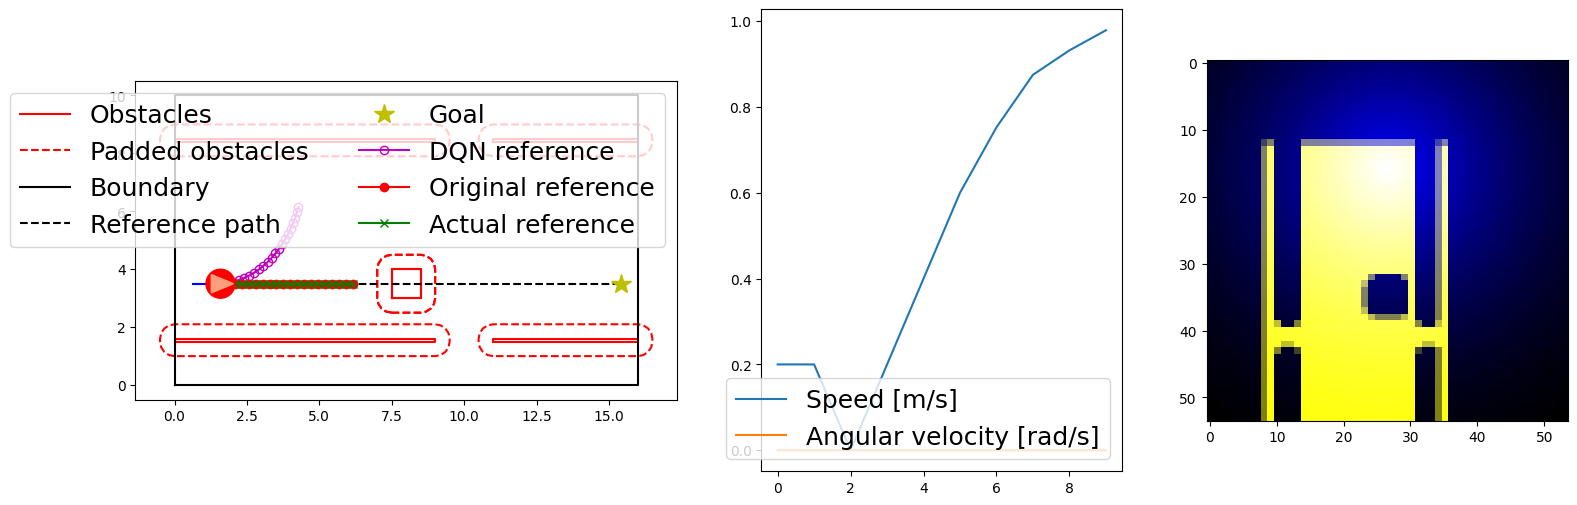 10
8
6
4
2
0
0.0 2.5 5.0 7.5 10.0 12.5 15.0
Obstacles
Padded obstacles
Boundary
Reference path
Goal
DQN reference
Original reference
Actual reference
1.0
0.8
0.6
0.4
0.2
0.0
0 2 4 6 8
Speed [m/s]
Angular velocity [rad/s]
0
10
20
30
40
50
0 10 20 30 40 50